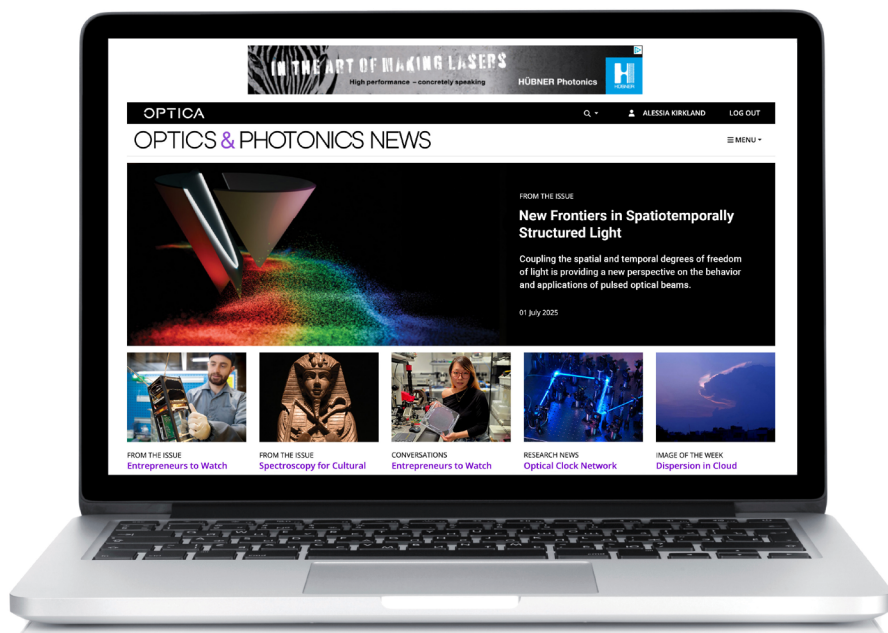 IN THE ART OF MAKING LASERS
High performance – concretely speaking
HÜBNER Photonics
HÜBNER
OPTICA
ALESSIA KIRKLAND
LOG OUT
OPTICS & PHOTONICS NEWS
MENU
FROM THE ISSUE
New Frontiers in Spatiotemporally
Structured Light
Coupling the spatial and temporal degrees of freedom
of light is providing a new perspective on the behavior
and applications of pulsed optical beams.
01 July 2025
FROM THE ISSUE
Entrepreneurs to Watch
FROM THE ISSUE
Spectroscopy for Cultural
CONVERSATIONS
Entrepreneurs to Watch
RESEARCH NEWS
Optical Clock Network
IMAGE OF THE WEEK
Dispersion in Cloud